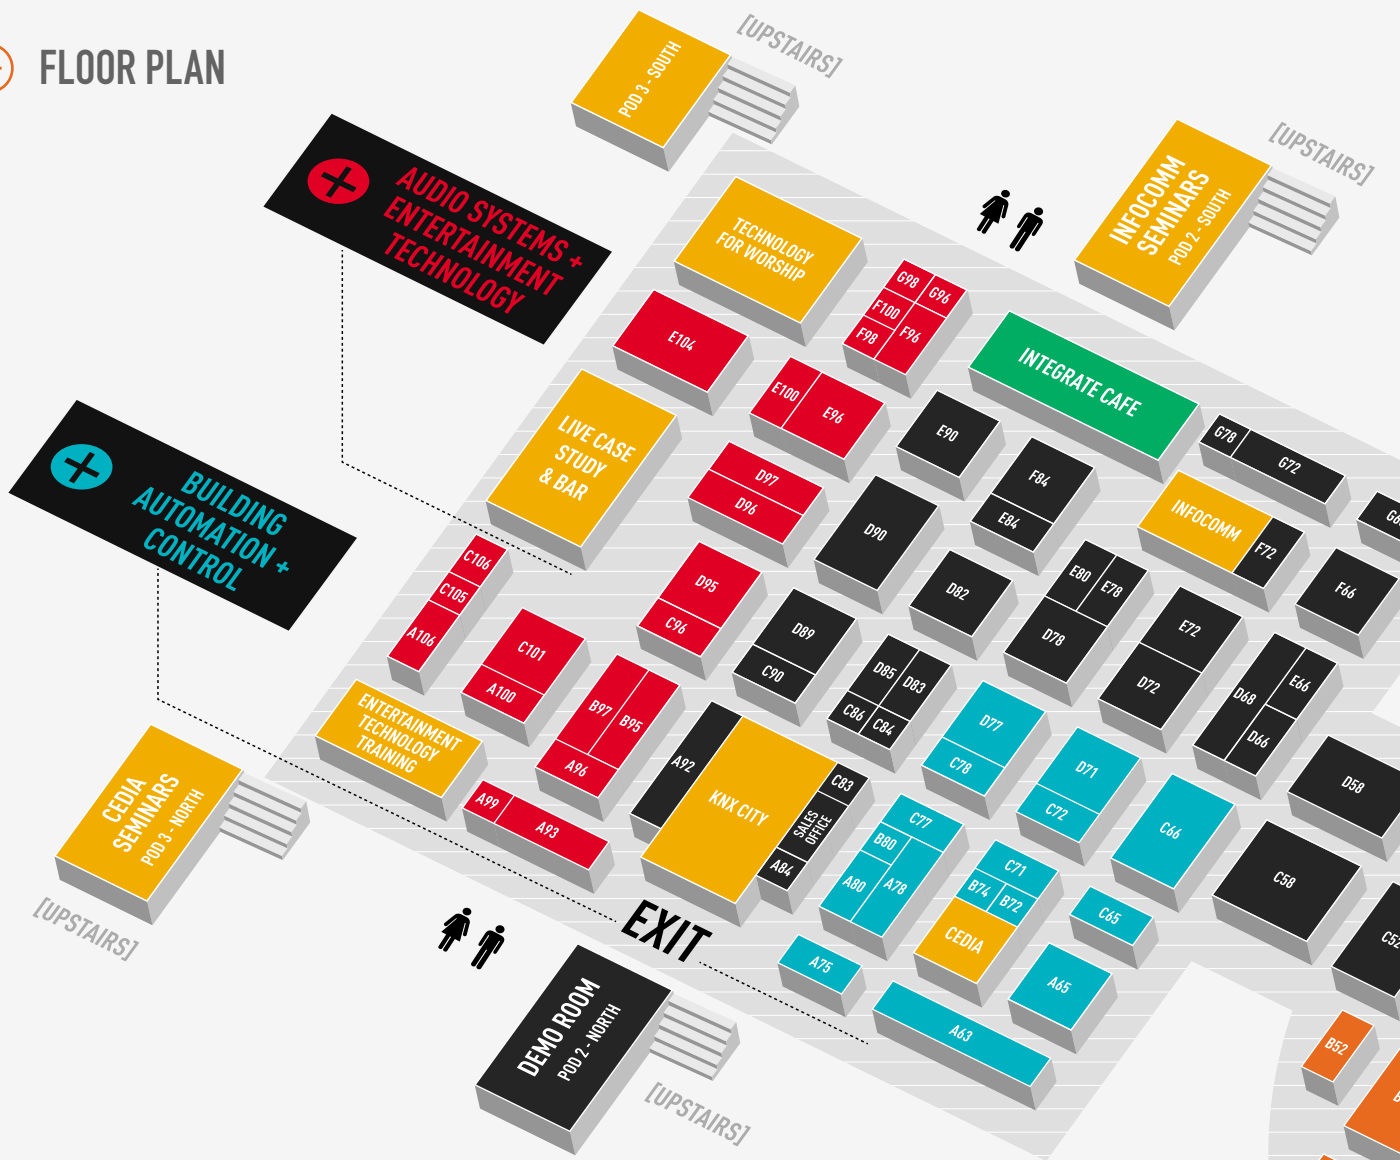 FLOOR PLAN
POD 3 - SOUTH
[UPSTAIRS]
INFOCOMM
SEMINARS
POD 2 - SOUTH
[UPSTAIRS]
AUDIO SYSTEMS +
ENTERTAINMENT
TECHNOLOGY
TECHNOLOGY
FOR WORSHIP
G98
G96
F100
F98
F96
E104
INTEGRATE CAFE
E100
E96
E90
G78
G72
LIVE CASE
STUDY
& BAR
D97
D96
F84
E84
INFOCOMM
F72
BUILDING
AUTOMATION +
CONTROL
D90
C106
C105
A106
D95
C96
D82
E80
E78
D78
F66
C101
A100
D89
C90
E72
D72
D85
D83
C86
C84
E66
D68
D66
ENTERTAINMENT
TECHNOLOGY
TRAINING
B97
B95
A96
D77
C78
A92
KNX CITY
C83
SALES
OFFICE
A84
D71
C72
D58
CEDIA
SEMINARS
POD 3 - NORTH
[UPSTAIRS]
A99
A93
C77
B80
A80
A78
C66
C71
B74
B72
CEDIA
C58
C65
EXIT
A75
A65
A63
DEMO ROOM
POD 2 - NORTH
[UPSTAIRS]
B52